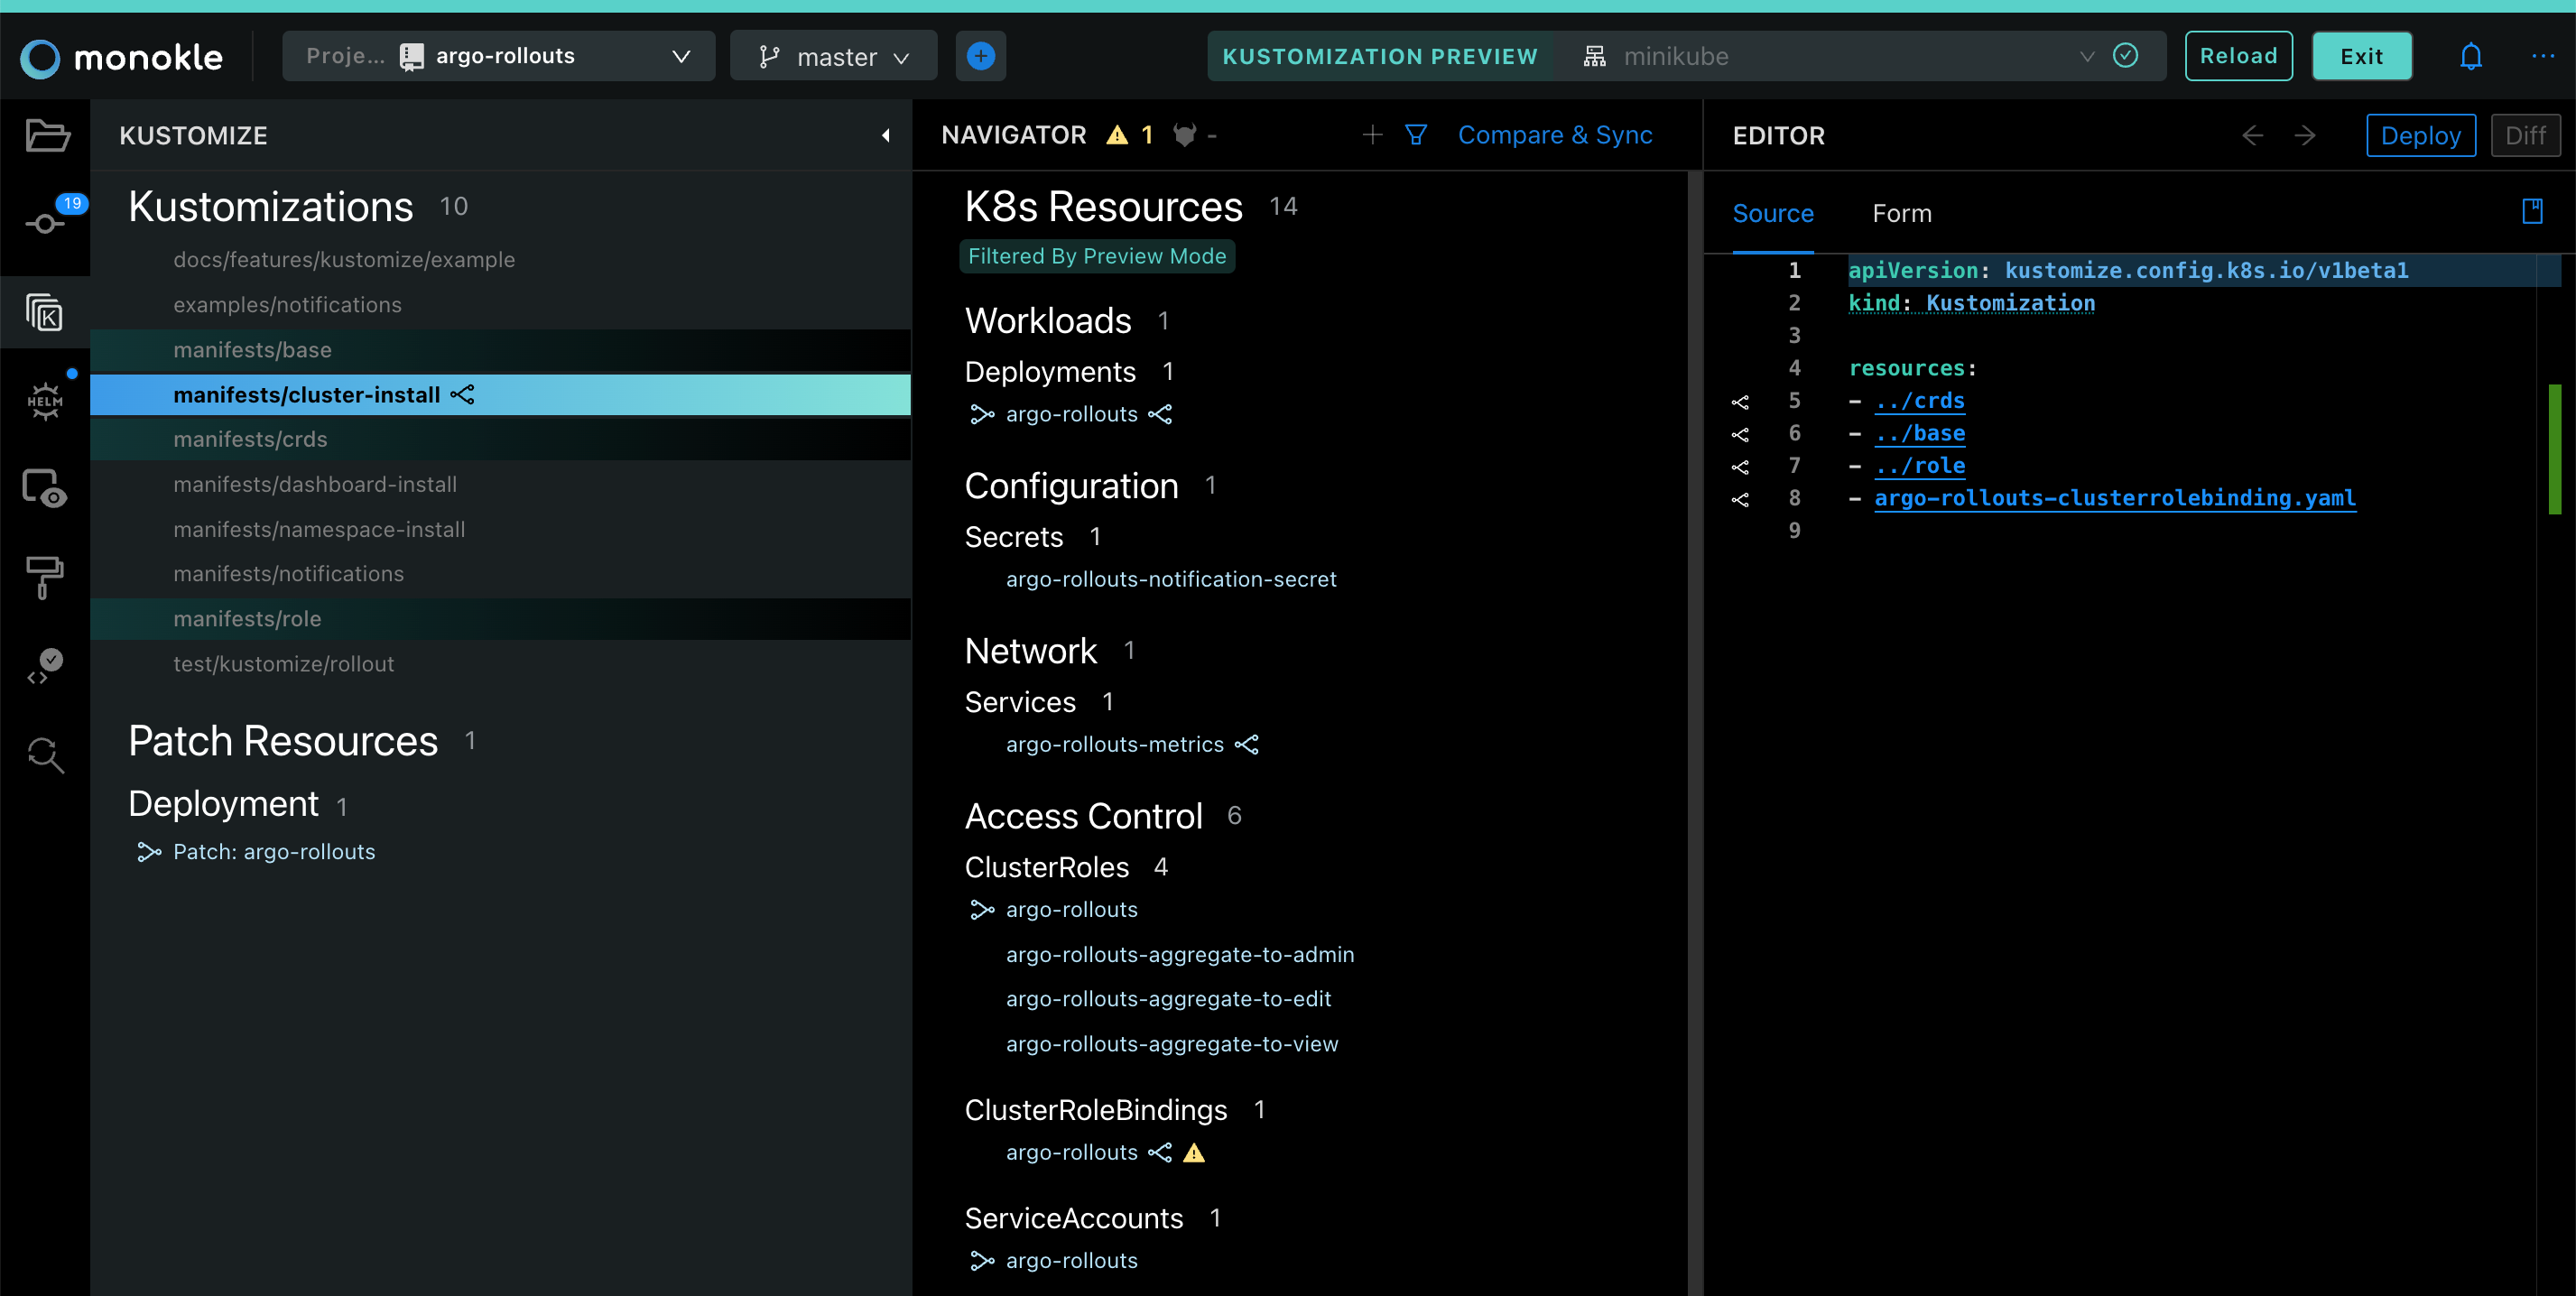 monokle
Proje... argo-rollouts
master
KUSTOMIZATION PREVIEW
minikube
Reload
Exit
19
HELM
KUSTOMIZE
Kustomizations 10
docs/features/kustomize/example
examples/notifications
manifests/base
manifests/cluster-install
manifests/crds
manifests/dashboard-install
manifests/namespace-install
manifests/notifications
manifests/role
test/kustomize/rollout
Patch Resources 1
Deployment 1
Patch: argo-rollouts
NAVIGATOR 1 -
Compare & Sync
K8s Resources 14
Filtered By Preview Mode
Workloads 1
Deployments 1
argo-rollouts
Configuration 1
Secrets 1
argo-rollouts-notification-secret
Network 1
Services 1
argo-rollouts-metrics
Access Control 6
ClusterRoles 4
argo-rollouts
argo-rollouts-aggregate-to-admin
argo-rollouts-aggregate-to-edit
argo-rollouts-aggregate-to-view
ClusterRoleBindings 1
argo-rollouts
ServiceAccounts 1
argo-rollouts
EDITOR
Deploy
Diff
Source
Form
1 apiVersion: kustomize.config.k8s.io/v1beta1
2 kind: Kustomization
3
4 resources:
5 - ../crds
6 - ../base
7 - ../role
8 - argo-rollouts-clusterrolebinding.yaml
9